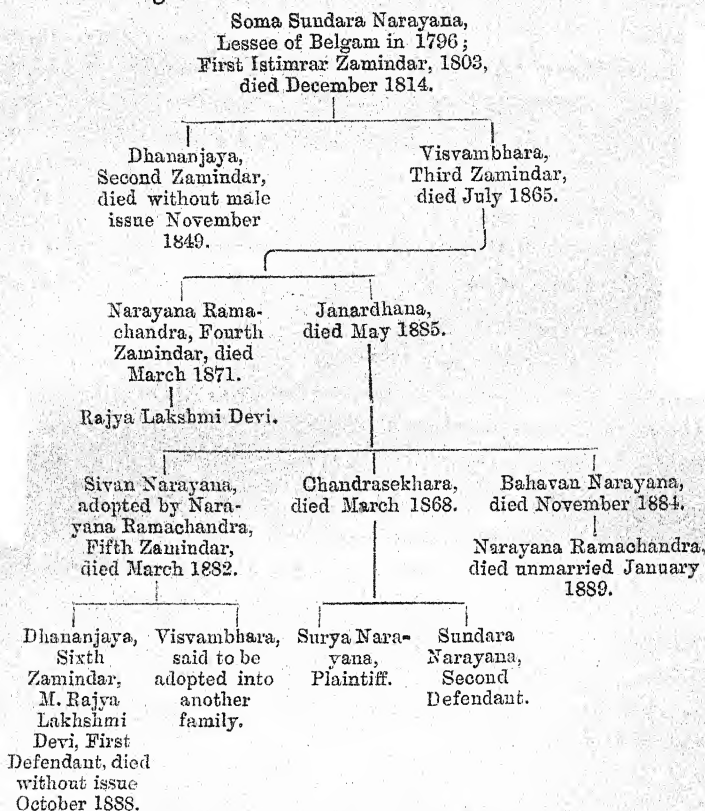 Soma Sundara Narayana,
Lessee of Belgam in 1796;
First Istimrar Zamindar, 1803,
died December 1814.
Dhananjaya,
Second Zamindar,
died without male
issue November
1849.
Visvambhara,
Third Zamindar,
died July 1865.
Narayana Rama-
chandra, Fourth
Zamindar, died
March 1871.
Janardhana,
died May 1885.
Rajya Lakshmi Devi.
Sivan Narayana,
adopted by Nara-
yana Ramachandra,
Fifth Zamindar,
died March 1882.
Chandrasekhara,
died March 1868.
Bahavan Narayana,
died November 1884.
Narayana Ramachandra,
died unmarried January
1889.
Dhananjaya,
Sixth
Zamindar,
M. Rajya
Lakhshmi
Devi, First
Defendant, died
without issue
October 1888.
Visvambhara,
said to be
adopted into
another
family.
Surya Nara-
yana,
Plaintiff.
Sundara
Narayana,
Second
Defendant.